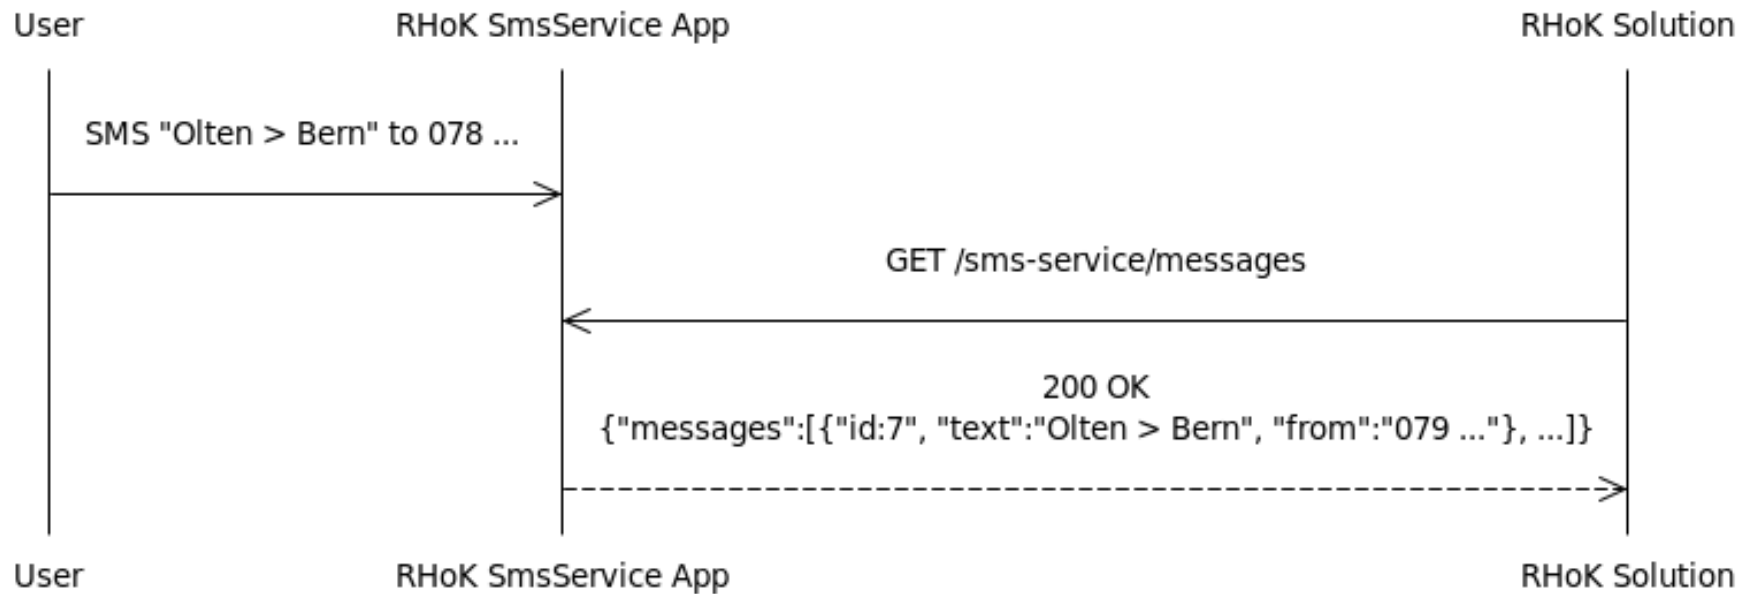 User
RHoK SmsService App
RHoK Solution
SMS "Olten > Bern" to 078 ...
GET /sms-service/messages
200 OK
{"messages":[{"id:7", "text":"Olten > Bern", "from":"079 ..."}, ...]}
User
RHoK SmsService App
RHoK Solution